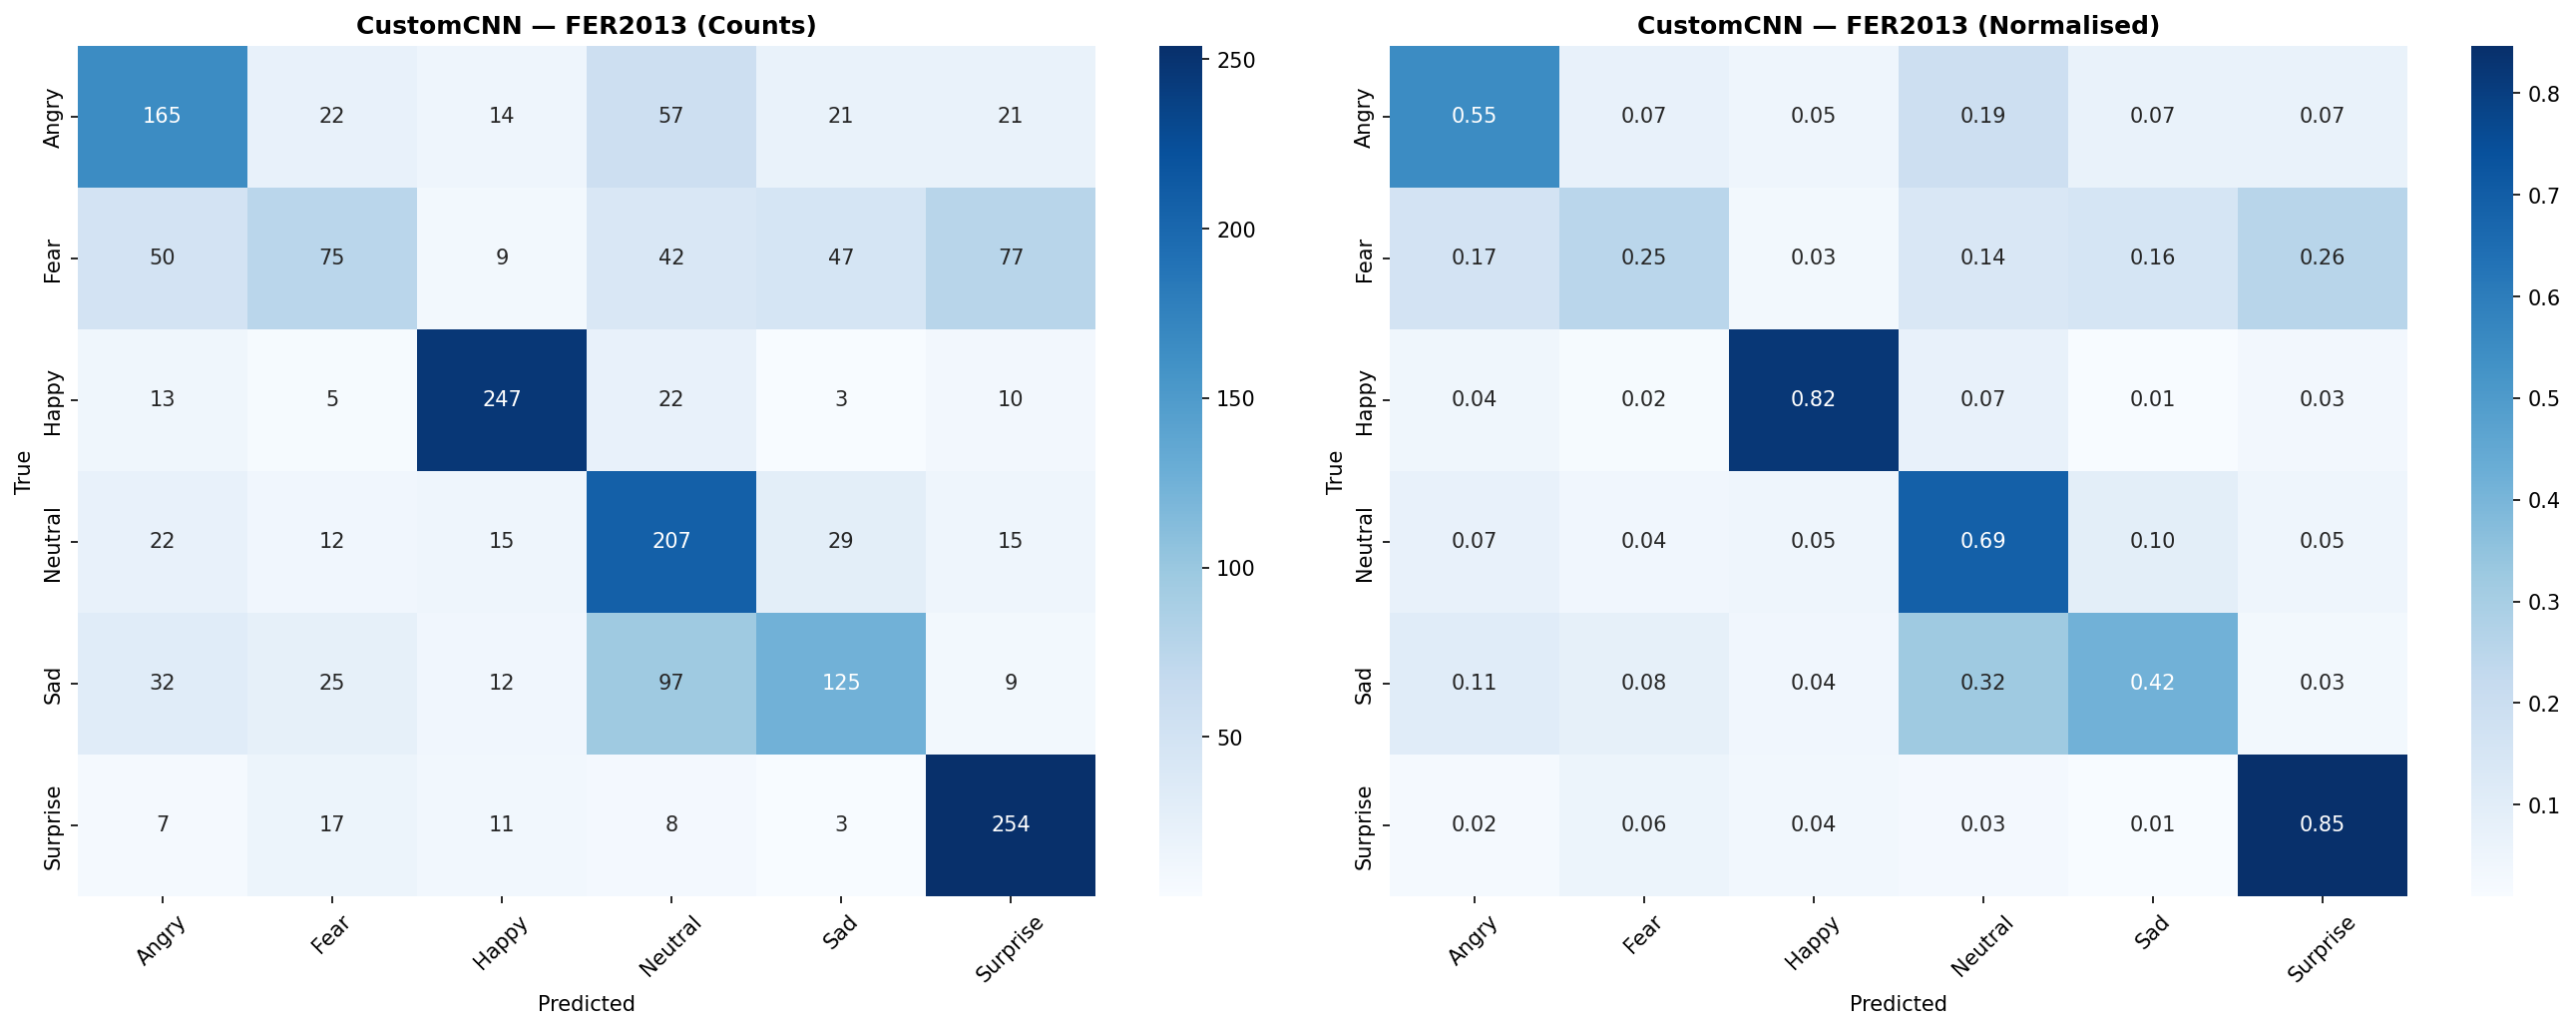 CustomCNN — FER2013 (Counts)
True
Angry 165 22 14 57 21 21
Fear 50 75 9 42 47 77
Happy 13 5 247 22 3 10
Neutral 22 12 15 207 29 15
Sad 32 25 12 97 125 9
Surprise 7 17 11 8 3 254
Angry Fear Happy Neutral Sad Surprise
Predicted
250
200
150
100
50
CustomCNN — FER2013 (Normalised)
True
Angry 0.55 0.07 0.05 0.19 0.07 0.07
Fear 0.17 0.25 0.03 0.14 0.16 0.26
Happy 0.04 0.02 0.82 0.07 0.01 0.03
Neutral 0.07 0.04 0.05 0.69 0.10 0.05
Sad 0.11 0.08 0.04 0.32 0.42 0.03
Surprise 0.02 0.06 0.04 0.03 0.01 0.85
Angry Fear Happy Neutral Sad Surprise
Predicted
0.8
0.7
0.6
0.5
0.4
0.3
0.2
0.1